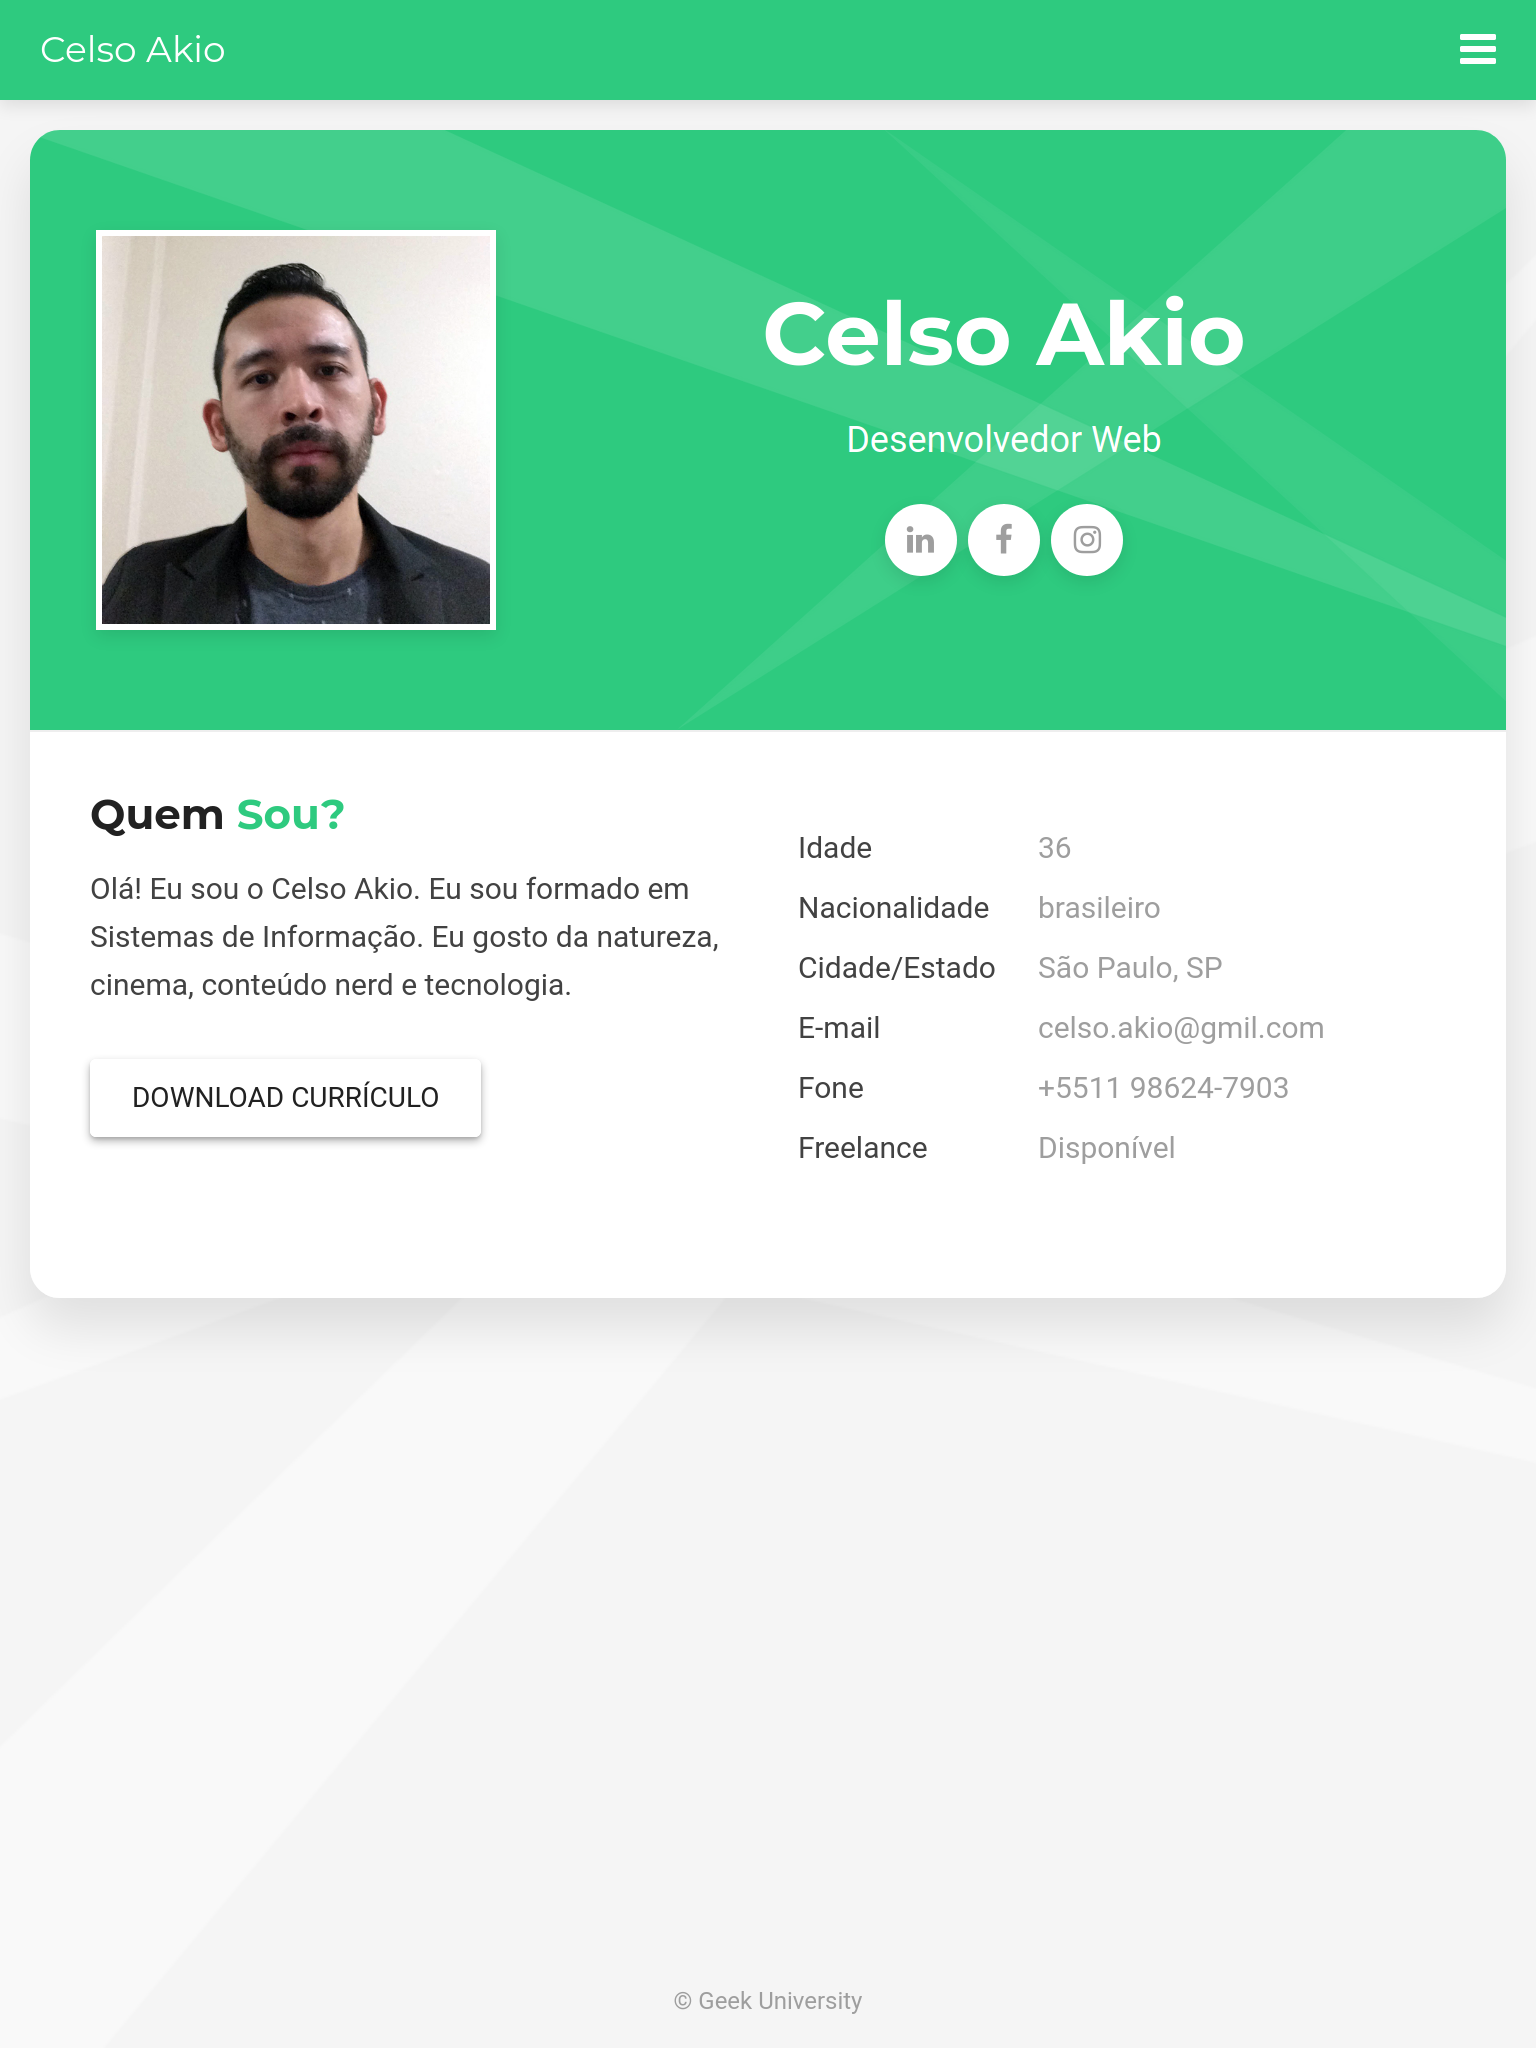 Celso Akio
Celso Akio
Desenvolvedor Web
Quem Sou?
Olá! Eu sou o Celso Akio. Eu sou formado em
Sistemas de Informação. Eu gosto da natureza,
cinema, conteúdo nerd e tecnologia.
DOWNLOAD CURRÍCULO
Idade 36
Nacionalidade brasileiro
Cidade/Estado São Paulo, SP
E-mail celso.akio@gmil.com
Fone +5511 98624-7903
Freelance Disponível
© Geek University